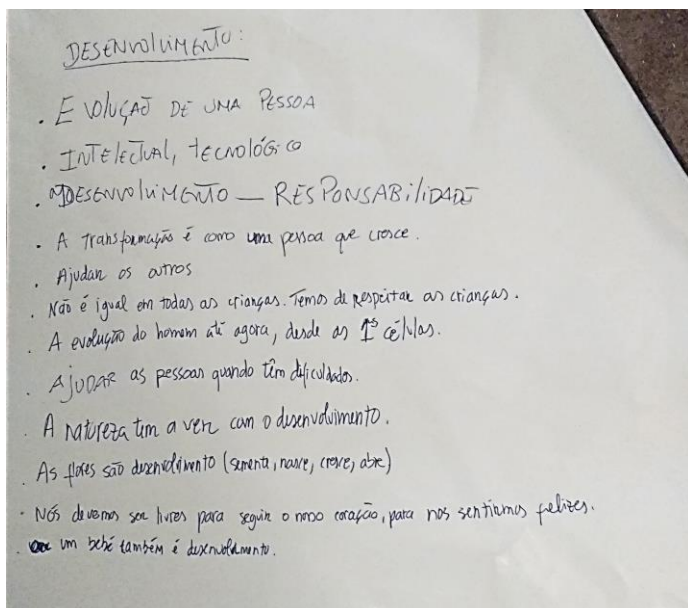 DESENVOLVIMENTO:
. EVOLUÇÃO DE UMA PESSOA
. INTELECTUAL, TECNOLÓGICO
. DESENVOLVIMENTO — RESPONSABILIDADE
. A transformação é como uma pessoa que cresce.
. Ajudar os outros
. Não é igual em todas as crianças. Temos de respeitar as crianças.
. A evolução do homem até agora, desde as 1ªs células.
. AJUDAR as pessoas quando têm dificuldades.
. A natureza tem a ver com o desenvolvimento.
. As flores são desenvolvimento (semente, nasce, cresce, abre)
. Nós devemos ser livres para seguir o nosso coração, para nos sentirmos felizes.
. um bebé também é desenvolvimento.